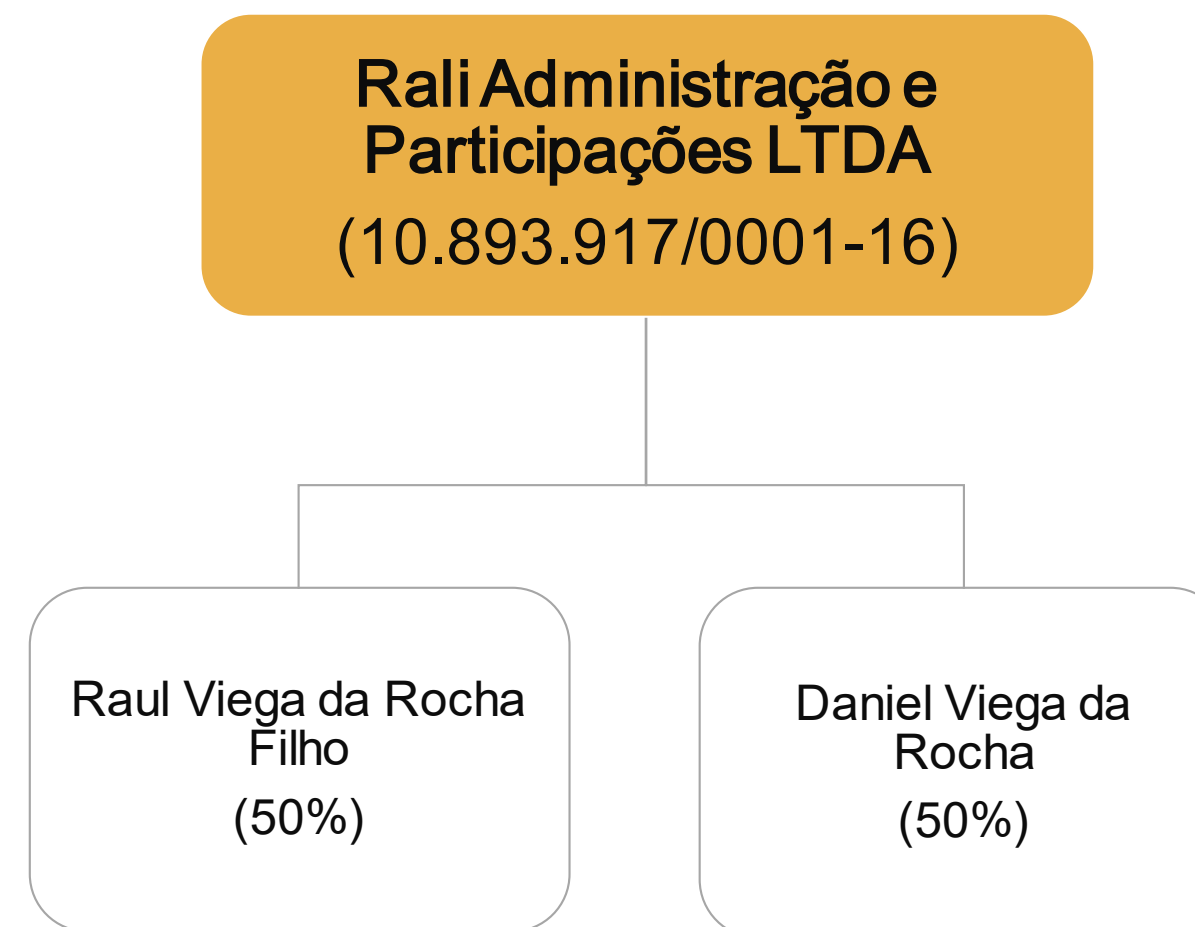 Rali Administração e
Participações LTDA
(10.893.917/0001-16)
Raul Viega da Rocha
Filho
(50%)
Daniel Viega da
Rocha
(50%)